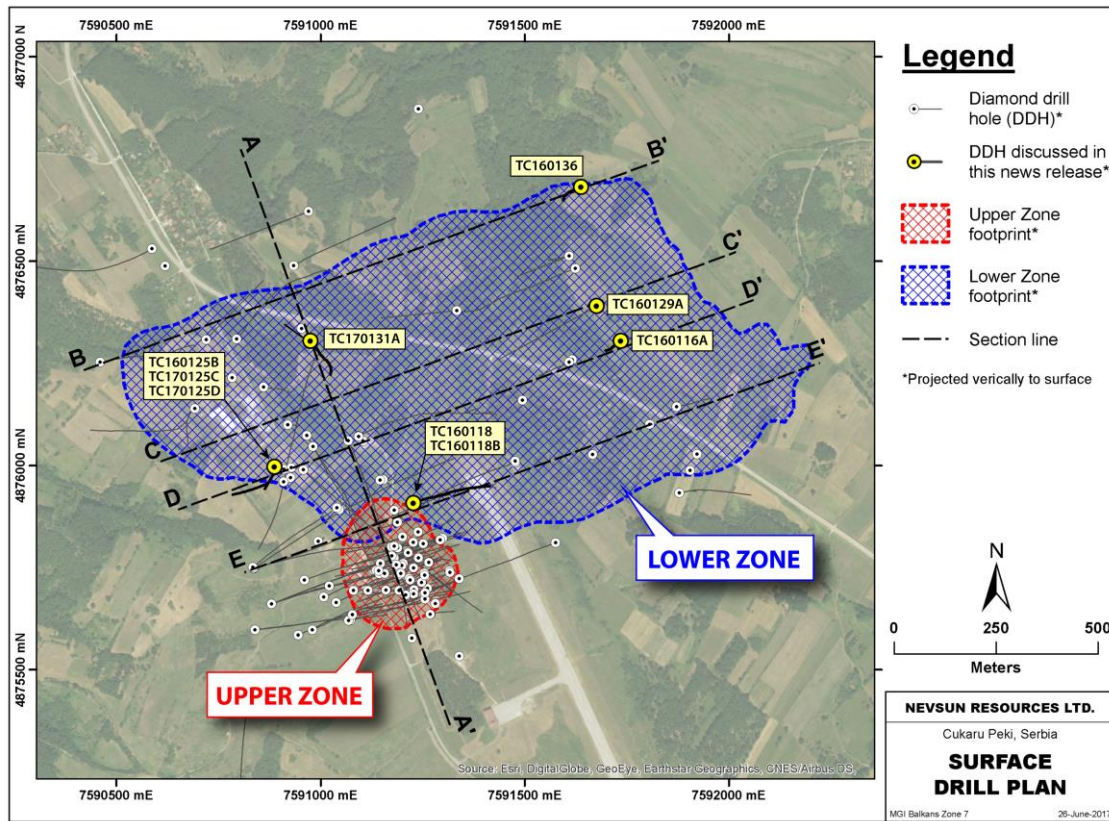 7590500 mE
7591000 mE
7591500 mE
7592000 mE
4877000 mN
4876500 mN
4876000 mN
4875500 mN
A
B'
C'
D'
E'
B
C
D
E
A'
TC160136
TC160129A
TC160116A
TC170131A
TC160125B
TC170125C
TC170125D
TC160118
TC160118B
LOWER ZONE
UPPER ZONE
Source: Esri, DigitalGlobe, GeoEye, Earthstar Geographics, CNES/Airbus DS,
7590500 mE
7591000 mE
7591500 mE
7592000 mE
Legend
Diamond drill
hole (DDH)*
DDH discussed in
this news release*
Upper Zone
footprint*
Lower Zone
footprint*
Section line
*Projected verically to surface
N
0 250 500
Meters
NEVSUN RESOURCES LTD.
Cukaru Peki, Serbia
SURFACE
DRILL PLAN
MGI Balkans Zone 7
26-June-2017